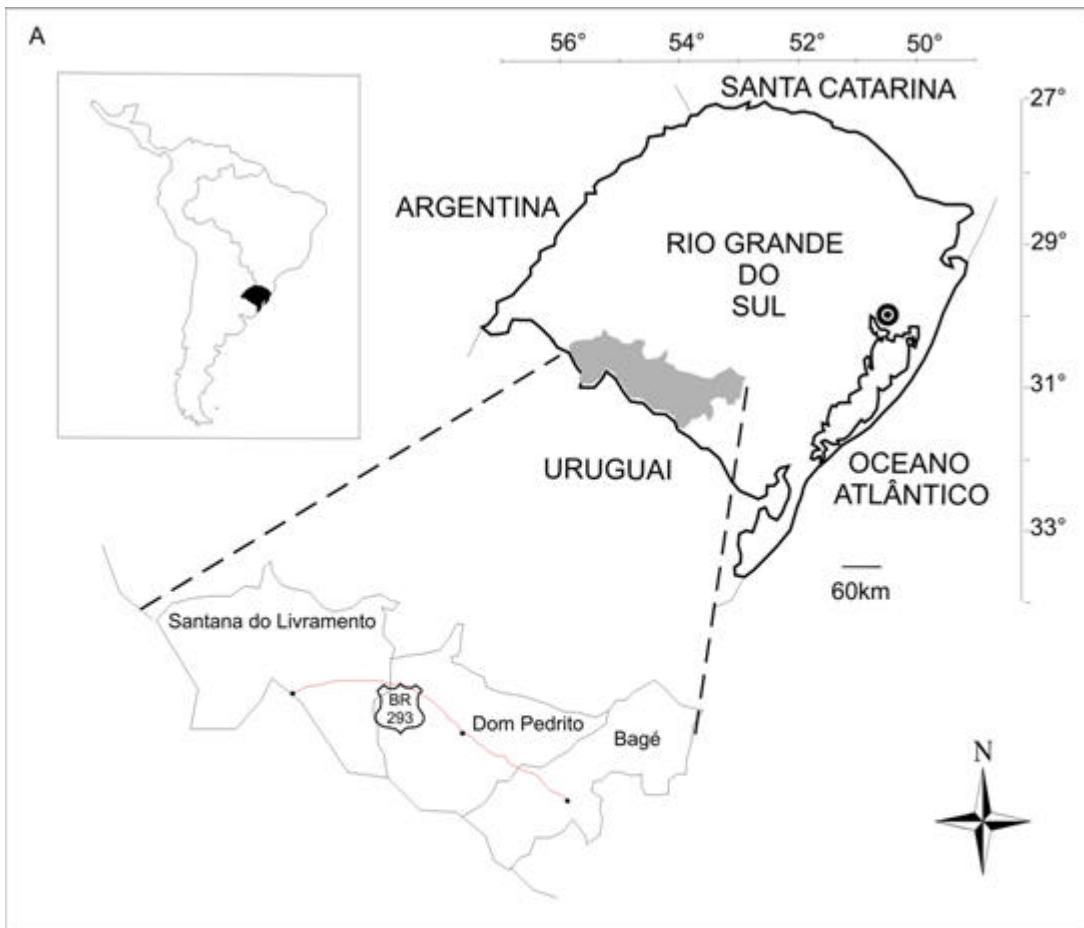 A
56° 54° 52° 50°
SANTA CATARINA
27°
ARGENTINA
29°
RIO GRANDE
DO
SUL
31°
URUGUAI
OCEANO
ATLÂNTICO
33°
60km
Santana do Livramento
BR
293
Dom Pedrito
Bagé
N